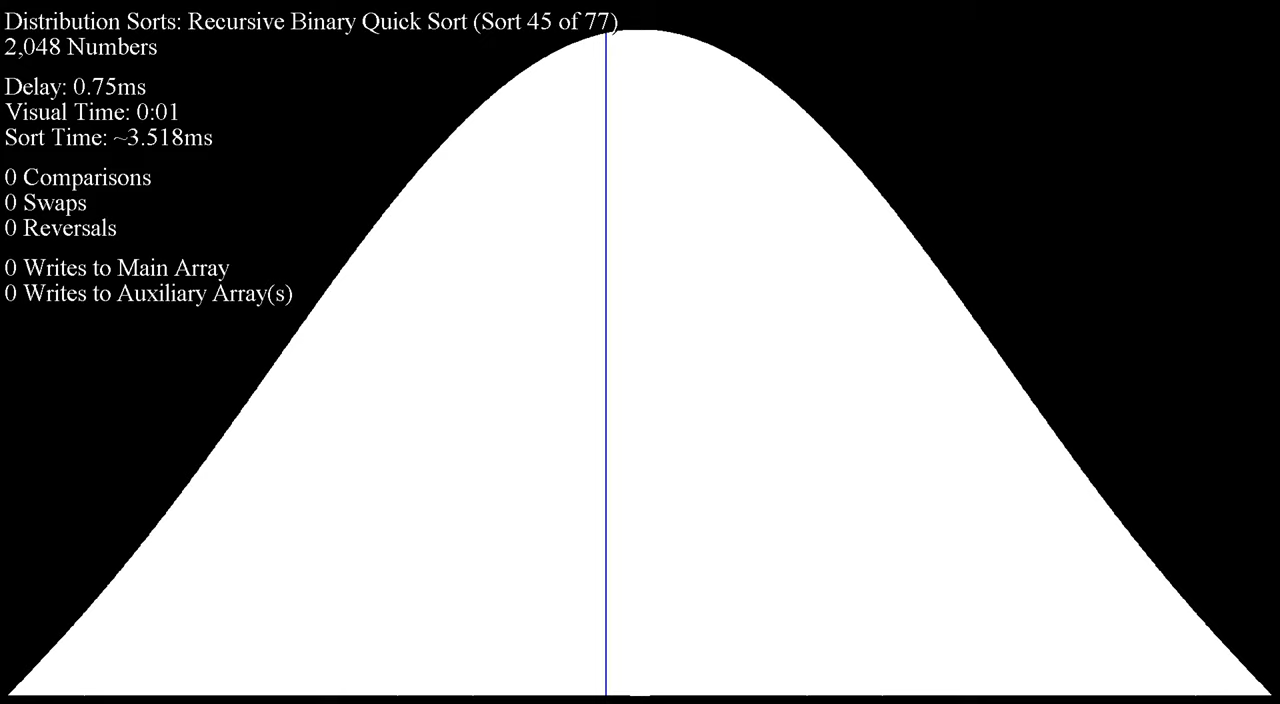 Distribution Sorts: Recursive Binary Quick Sort (Sort 45 of 77)
2,048 Numbers
Delay: 0.75ms
Visual Time: 0:01
Sort Time: ~3.518ms
0 Comparisons
0 Swaps
0 Reversals
0 Writes to Main Array
0 Writes to Auxiliary Array(s)